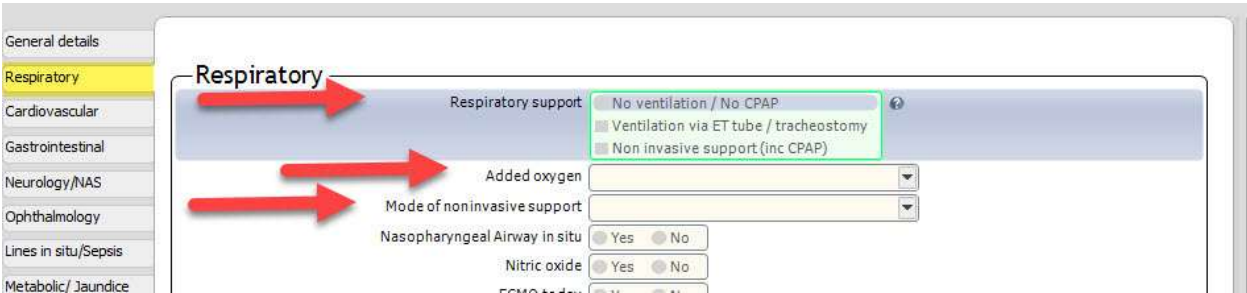 General details
Respiratory
Cardiovascular
Gastrointestinal
Neurology/NAS
Ophthalmology
Lines in situ/Sepsis
Metabolic/ Jaundice
Respiratory
Respiratory support No ventilation / No CPAP
Ventilation via ET tube / tracheostomy
Non invasive support (inc CPAP)
Added oxygen
Mode of noninvasive support
Nasopharyngeal Airway in situ Yes No
Nitric oxide Yes No